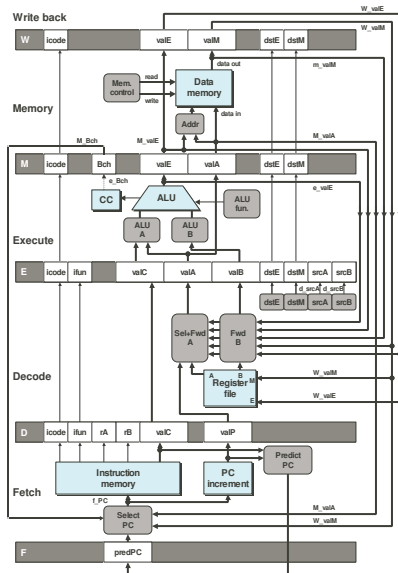 W_valE
Write back
W_valM
W icode valE valM dstE dstM
data out
m_valM
Mem. control
read
write
Data memory
Memory
Addr
data in
M_Bch
M_valE
M_valA
M icode Bch valE valA dstE dstM
e_Bch
e_valE
CC
ALU
ALU fun.
ALU A
ALU B
Execute
E icode ifun valC valA valB dstE dstM srcA srcB
d_srcA d_srcB
dstE dstM srcA srcB
Sel+Fwd A
Fwd B
Decode
A B
Register file
M
E
W_valM
W_valE
D icode ifun rA rB valC valP
Predict PC
Instruction memory
PC increment
Fetch
f_PC
Select PC
M_valA
W_valM
F predPC